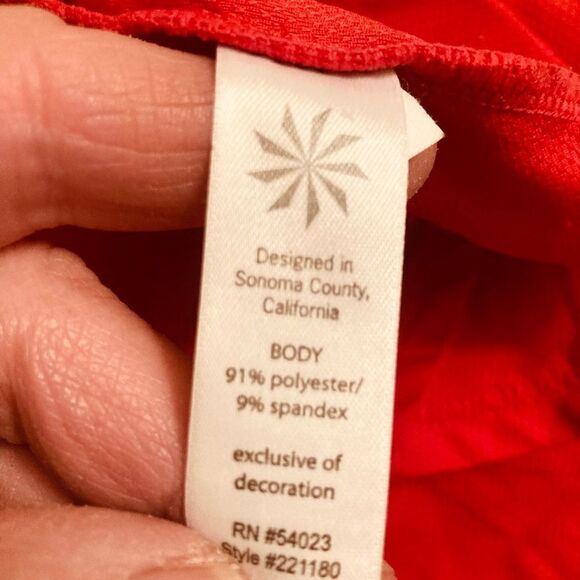 Designed in
Sonoma County,
California
BODY
91% polyester/
9% spandex
exclusive of
decoration
RN #54023
Style #221180